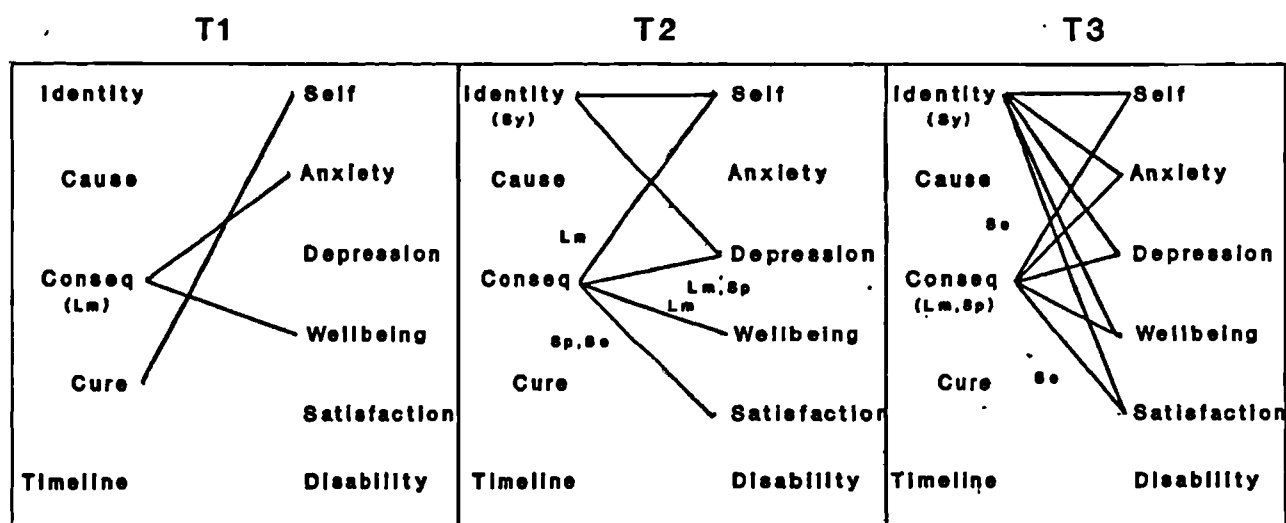 T1 T2 T3
Identity Self Identity Self Identity Self
(Sy) (Sy)
Cause Anxiety Cause Anxiety Cause Anxiety
Se
Lm
Depression Depression Depression
Conseq Conseq Conseq
(Lm) Lm,Sp (Lm,Sp)
Lm
Wellbeing Wellbeing Wellbeing
Sp,Se
Cure Cure Cure Se
Satisfaction Satisfaction Satisfaction
Timeline Disability Timeline Disability Timeline Disability